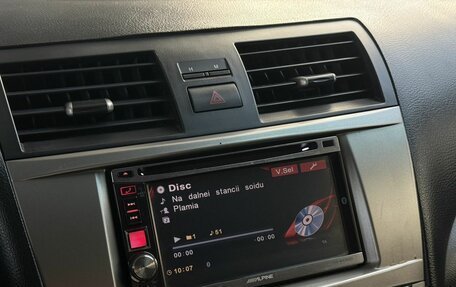 H M
V.Sel
Disc
Na dalnei stancii soidu
Plamia
1 51
00:00 -00:00
10:07 0
ALPINE